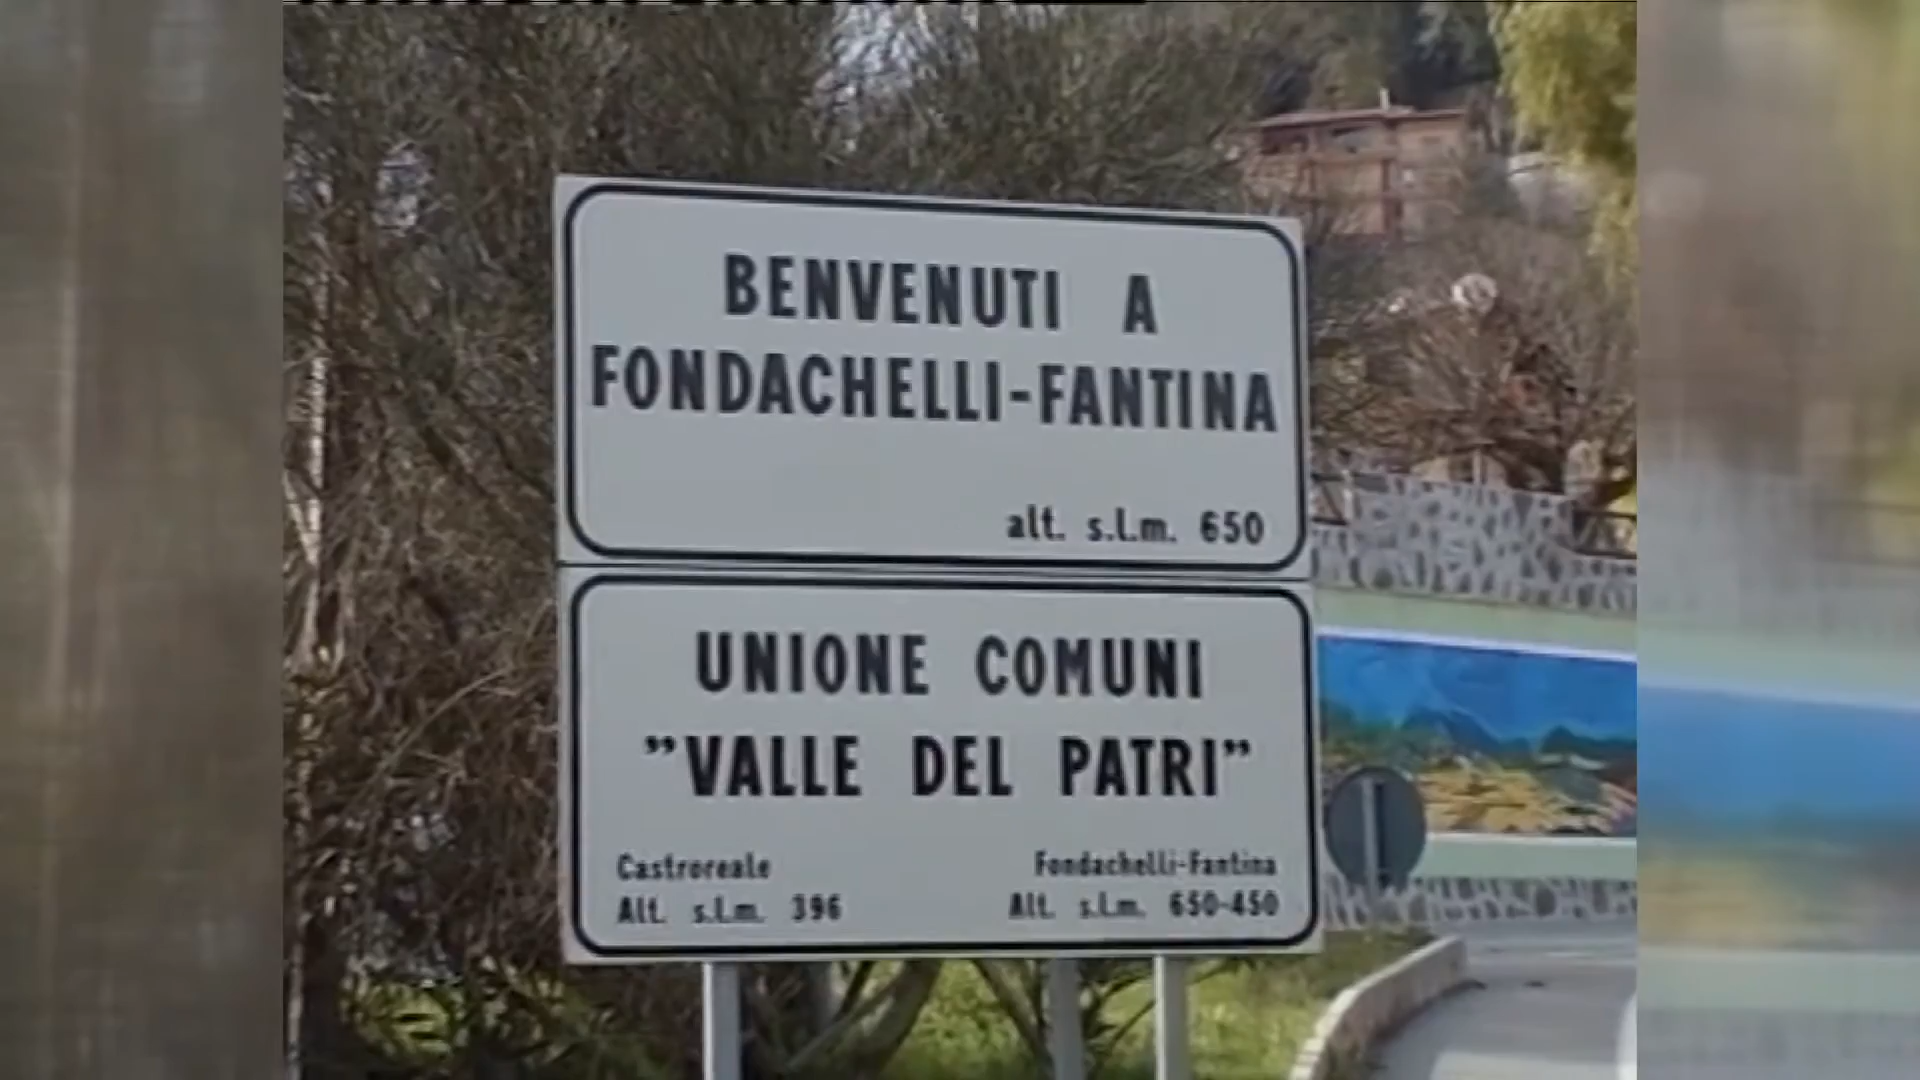 BENVENUTI A
FONDACHELLI-FANTINA
alt. s.l.m. 650
UNIONE COMUNI
"VALLE DEL PATRI"
Castroreale
Alt. s.l.m. 396
Fondachelli-Fantina
Alt. s.l.m. 650-450